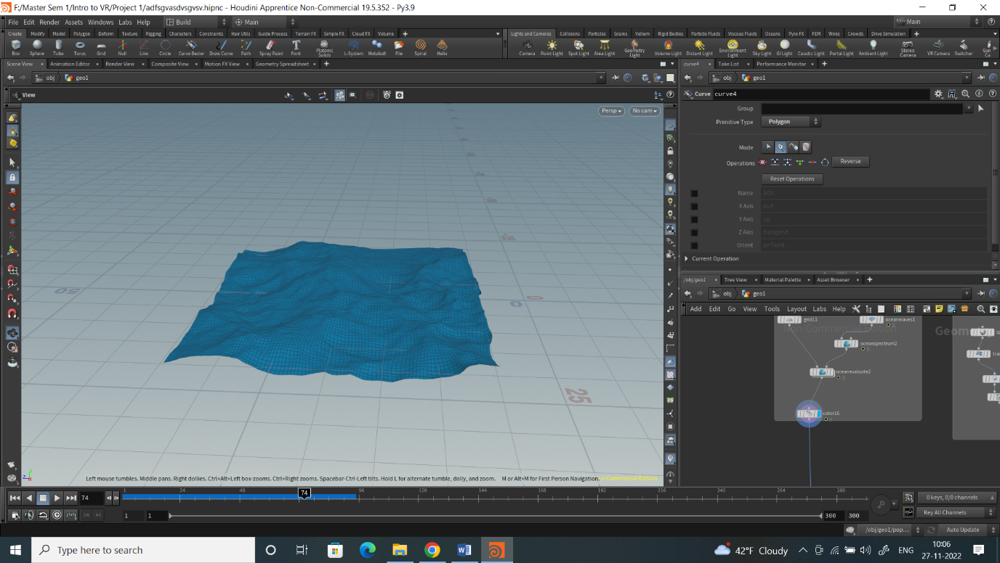 F:/Master Sem 1/Intro to VR/Project 1/adfsgvasdvsgvsv.hipnc - Houdini Apprentice Non-Commercial 19.5.352 - Py3.9
File Edit Render Assets Windows Labs Help Build Main Main
Create Modify Model Polygon Deform Texture Rigging Characters Constraints Hair Utils Guide Process Terrain FX Simple FX Cloud FX Volume
Lights and Cameras Collisions Particles Grains Vellum Rigid Bodies Particle Fluids Viscous Fluids Oceans Pyro FX FEM Wires Crowds Drive Simulation
Box Sphere Tube Torus Grid Null Line Circle Curve Bezier Draw Curve Path Spray Paint Font Platonic Solids L-System Metaball File Spiral Helix
Camera Point Light Spot Light Area Light Geometry Light Volume Light Distant Light Environment Light Sky Light GI Light Caustic Light Portal Light Ambient Light Stereo Camera VR Camera Switcher
Scene View Animation Editor Render View Composite View Motion FX View Geometry Spreadsheet
curve4 Take List Performance Monitor
obj geo1
obj geo1
View
Persp No cam
Curve curve4
Group
Primitive Type Polygon
Mode
Operations Reverse
Reset Operations
Name
X Axis out
Y Axis up
Z Axis tangent
Orient orient
Current Operation
/obj/geo1 Tree View Material Palette Asset Browser
obj geo1
Add Edit Go View Tools Layout Labs Help
Non-Commercial Edition
oceanwaves1
oceanspectrum2
oceanevaluate2
color16
50
0
25
Left mouse tumbles. Middle pans. Right dollies. Ctrl+Alt+Left box-zooms. Ctrl+Right zooms. Spacebar-Ctrl-Left tilts. Hold L for alternate tumble, dolly, and zoom. M or Alt+M for First Person Navigation.
74
1 24 48 74 96 120 144 168 192 216 240 264 288
0 keys, 0/0 channels
1 1 300 300
Key All Channels
/obj/geo1/pop... Auto Update
Type here to search
42°F Cloudy
ENG
10:06
27-11-2022